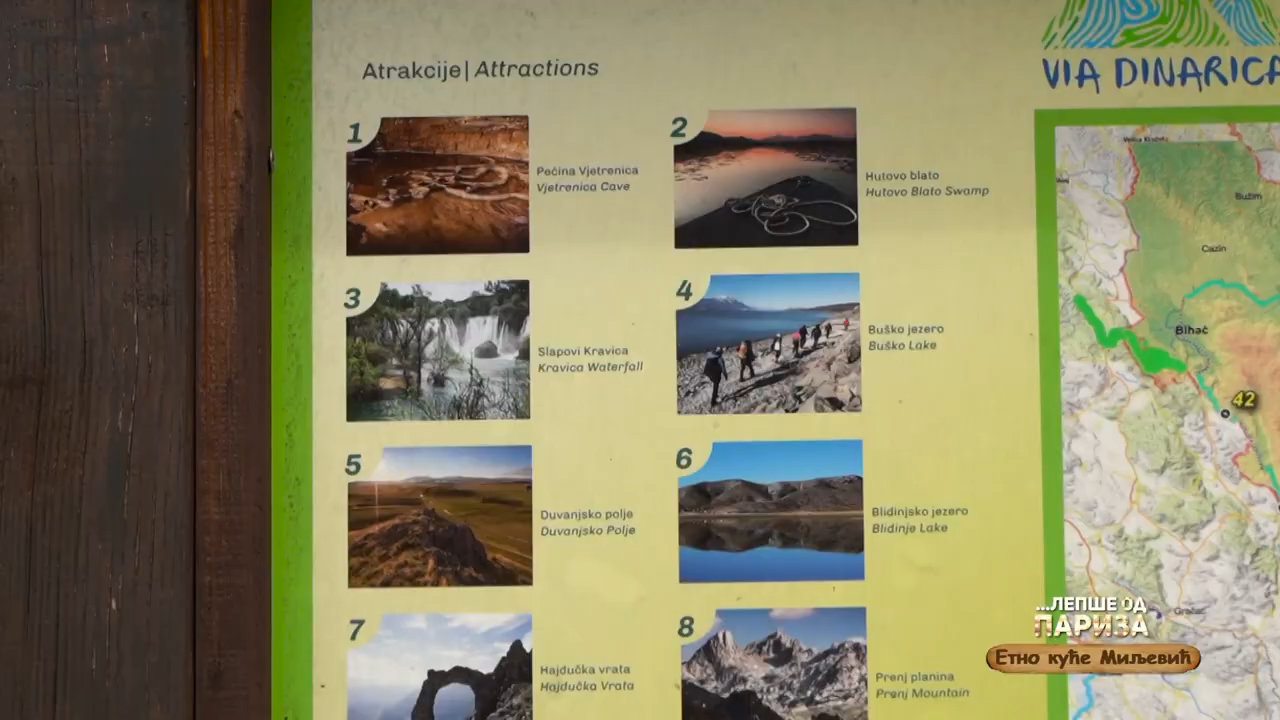 Atrakcije| Attractions
VIA DINARICA
1
Pećina Vjetrenica
Vjetrenica Cave
2
Hutovo blato
Hutovo Blato Swamp
3
Slapovi Kravica
Kravica Waterfall
4
Buško jezero
Buško Lake
5
Duvanjsko polje
Duvanjsko Polje
6
Blidinjsko jezero
Blidinje Lake
7
Hajdučka vrata
Hajdučka Vrata
8
Prenj planina
Prenj Mountain
Bužim
Cazin
Bihać
42
...ЛЕПШЕ ОД
ПАРИЗА
Етно куће Миљевић